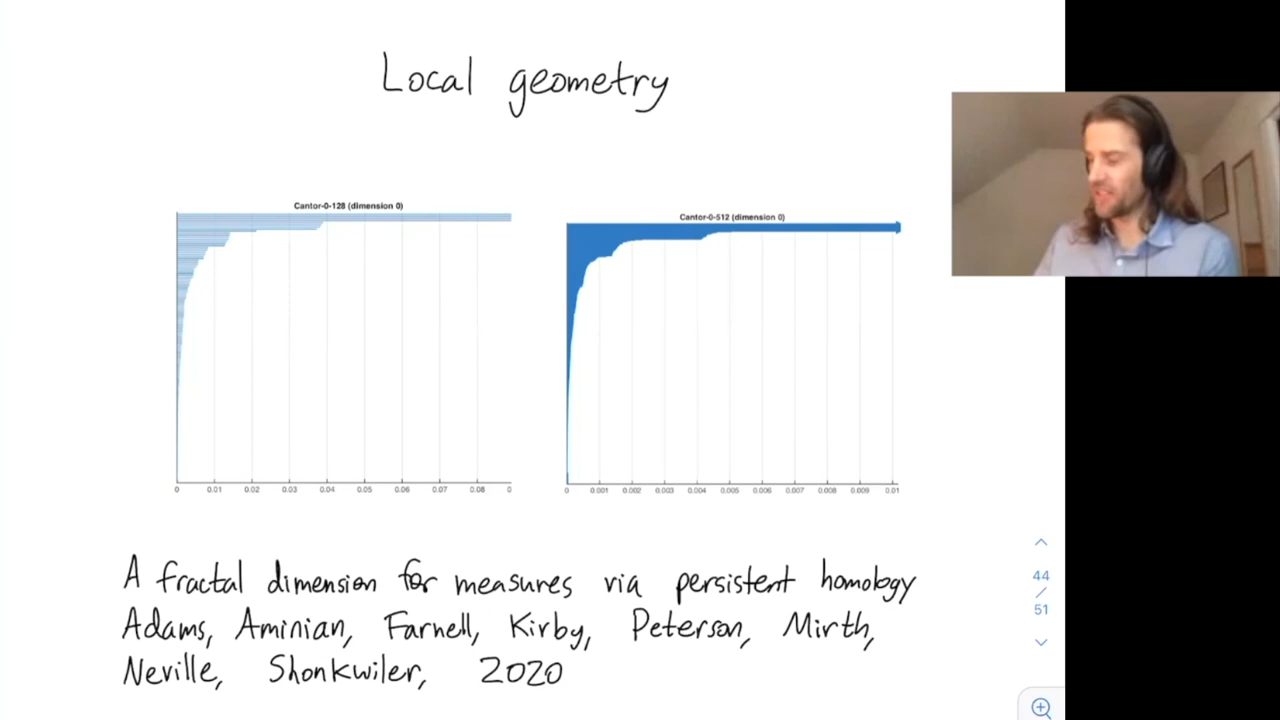 Local geometry
Cantor-0-128 (dimension 0)
0 0.01 0.02 0.03 0.04 0.05 0.06 0.07 0.08 0
Cantor-0-512 (dimension 0)
0 0.001 0.002 0.003 0.004 0.005 0.006 0.007 0.008 0.009 0.01
A fractal dimension for measures via persistent homology
Adams, Aminian, Farnell, Kirby, Peterson, Mirth,
Neville, Shonkwiler, 2020
44
/
51